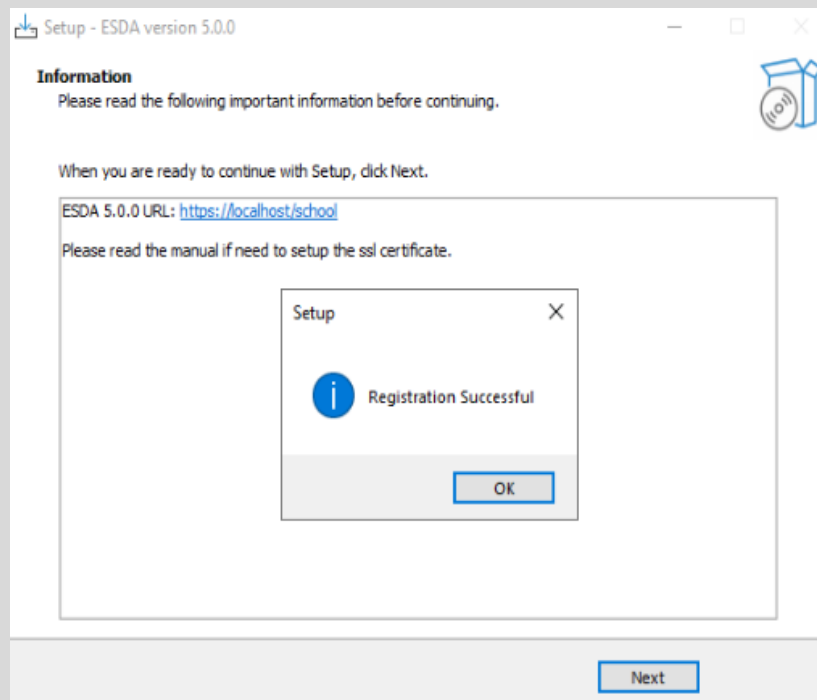 Setup - ESDA version 5.0.0
Information
Please read the following important information before continuing.
When you are ready to continue with Setup, click Next.
ESDA 5.0.0 URL: https://localhost/school
Please read the manual if need to setup the ssl certificate.
Setup
Registration Successful
OK
Next